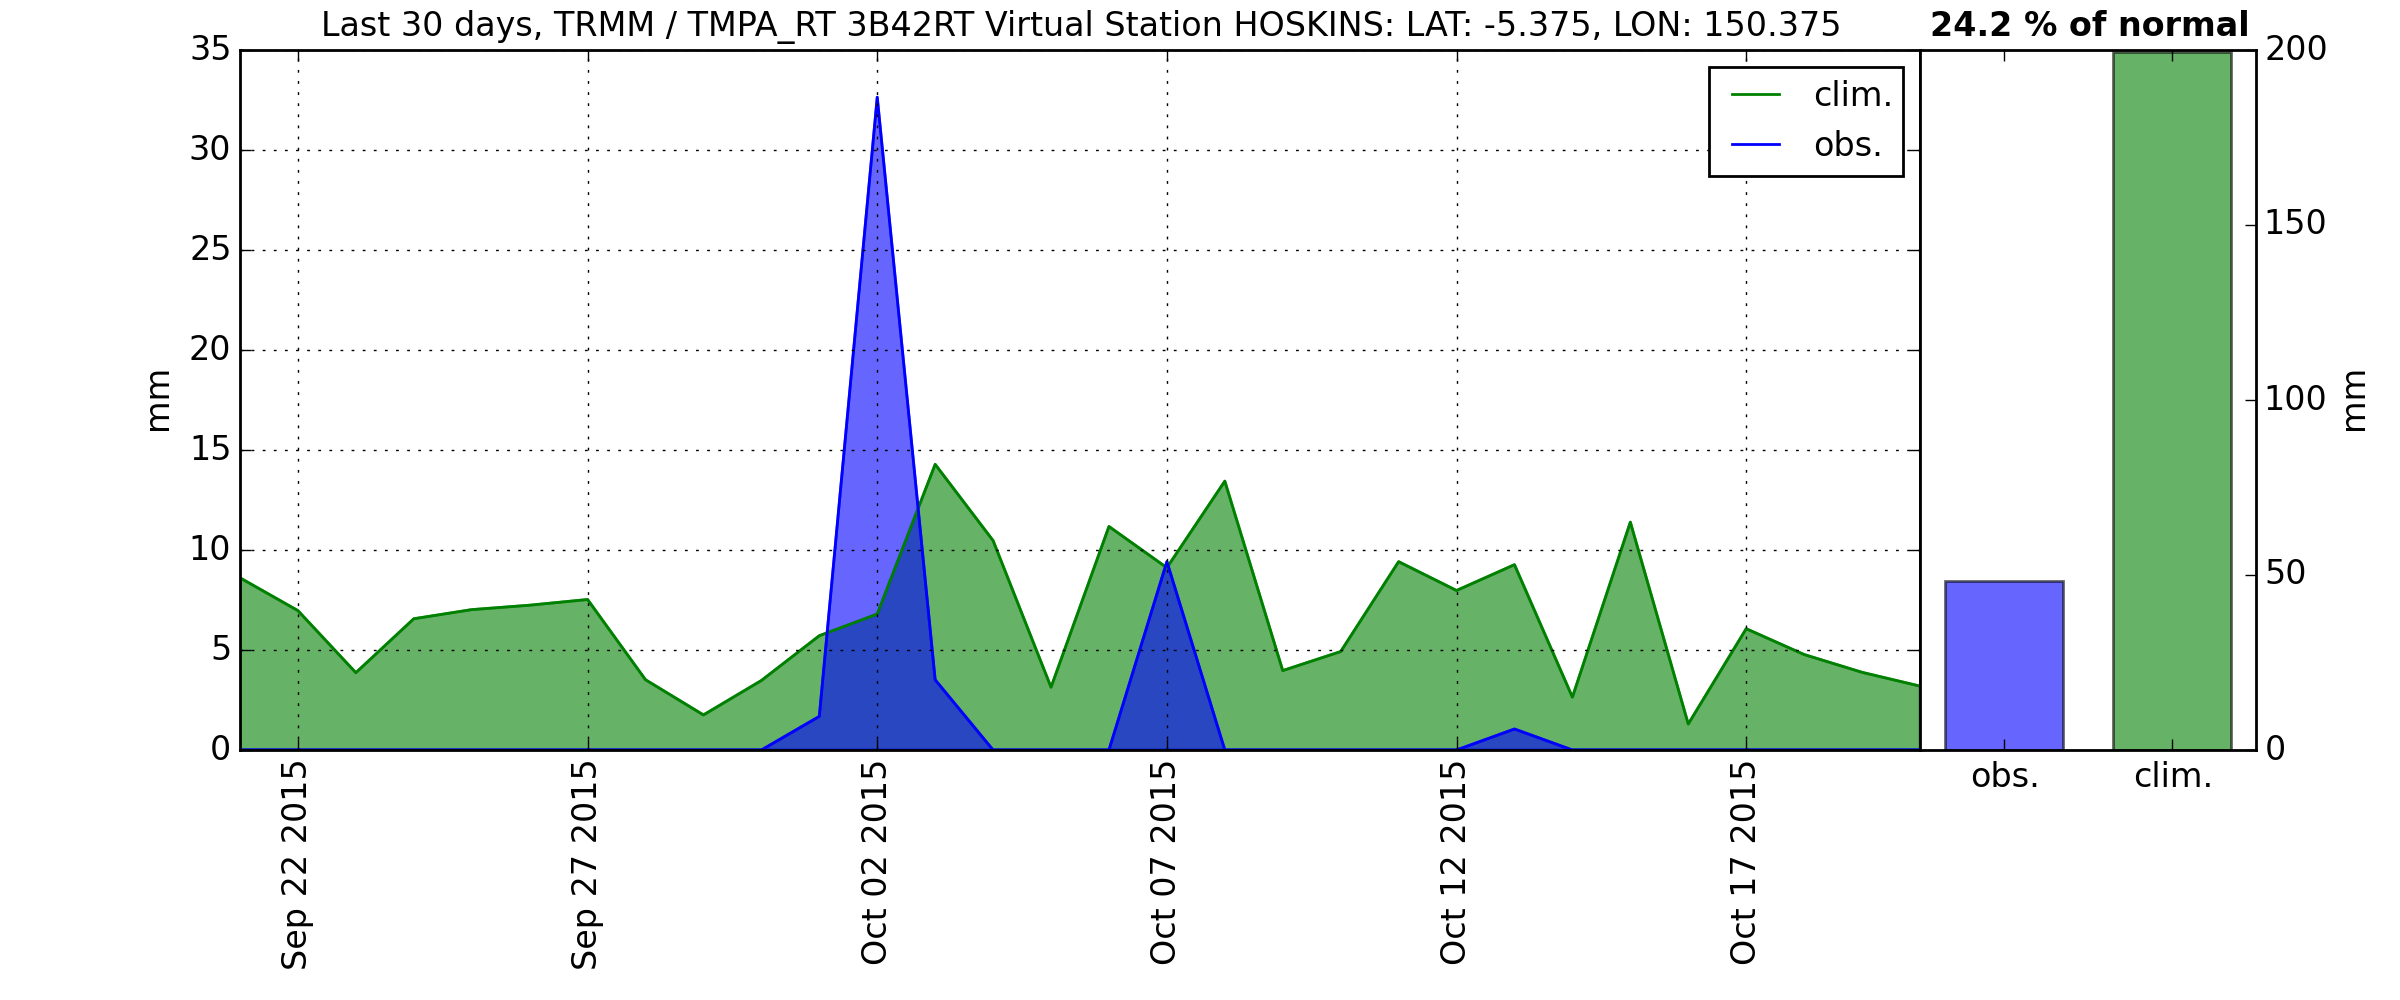 Last 30 days, TRMM / TMPA_RT 3B42RT Virtual Station HOSKINS: LAT: -5.375, LON: 150.375
24.2 % of normal
35
30
25
20
15
10
5
0
mm
clim.
obs.
200
150
100
50
0
mm
obs.
clim.
Sep 22 2015
Sep 27 2015
Oct 02 2015
Oct 07 2015
Oct 12 2015
Oct 17 2015